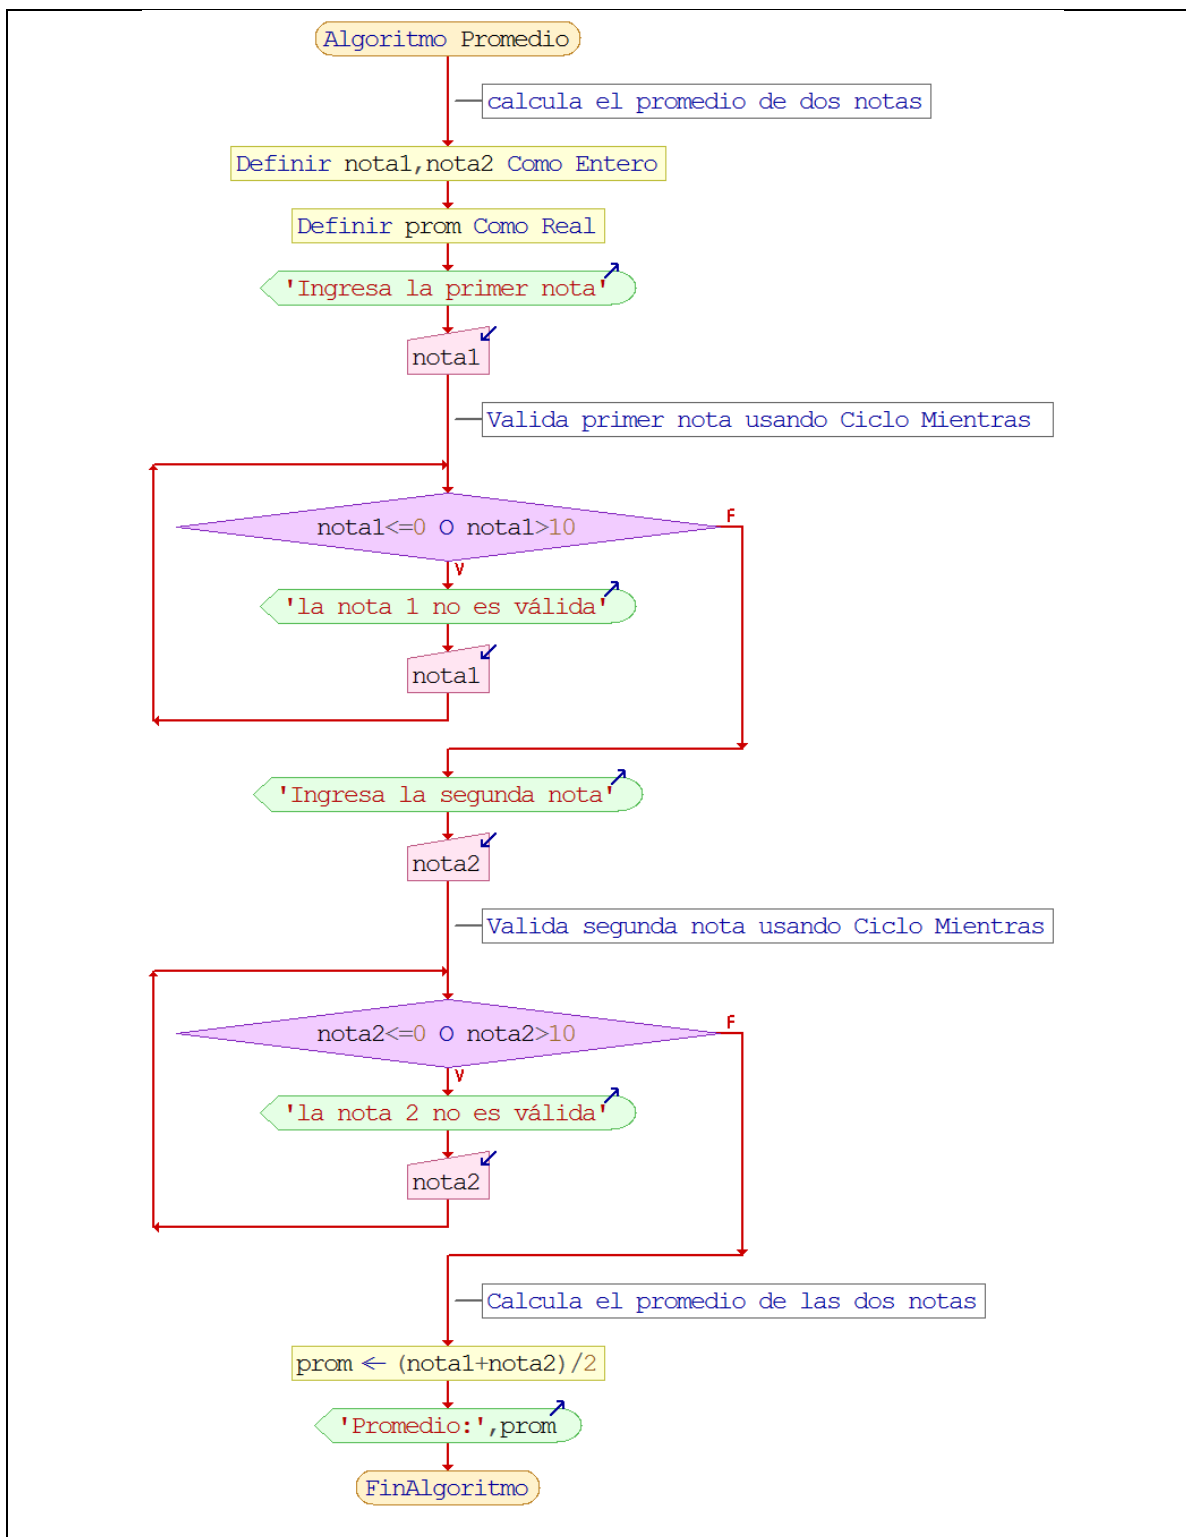 Algoritmo Promedio
calcula el promedio de dos notas
Definir nota1,nota2 Como Entero
Definir prom Como Real
'Ingresa la primer nota'
nota1
Valida primer nota usando Ciclo Mientras
nota1<=0 O nota1>10
F
V
'la nota 1 no es válida'
nota1
'Ingresa la segunda nota'
nota2
Valida segunda nota usando Ciclo Mientras
nota2<=0 O nota2>10
F
V
'la nota 2 no es válida'
nota2
Calcula el promedio de las dos notas
prom ← (nota1+nota2)/2
'Promedio:',prom
FinAlgoritmo